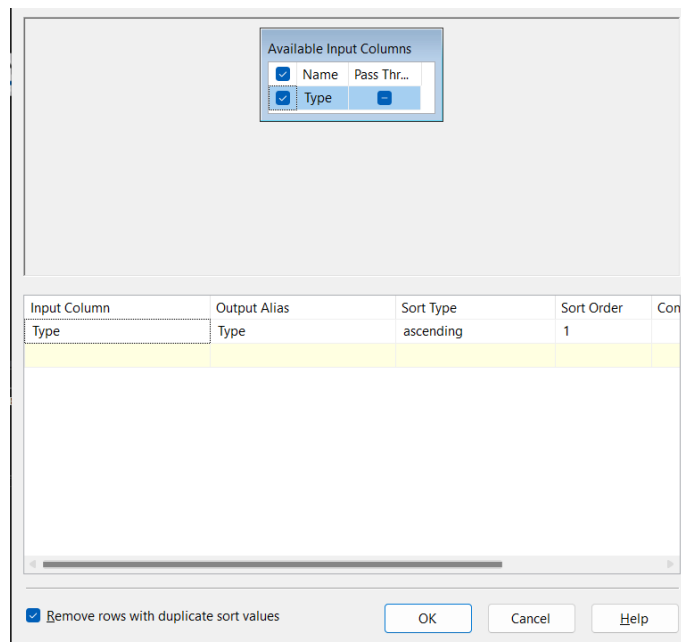 Available Input Columns
Name Pass Thr...
Type
Input Column Output Alias Sort Type Sort Order Con
Type Type ascending 1
Remove rows with duplicate sort values OK Cancel Help